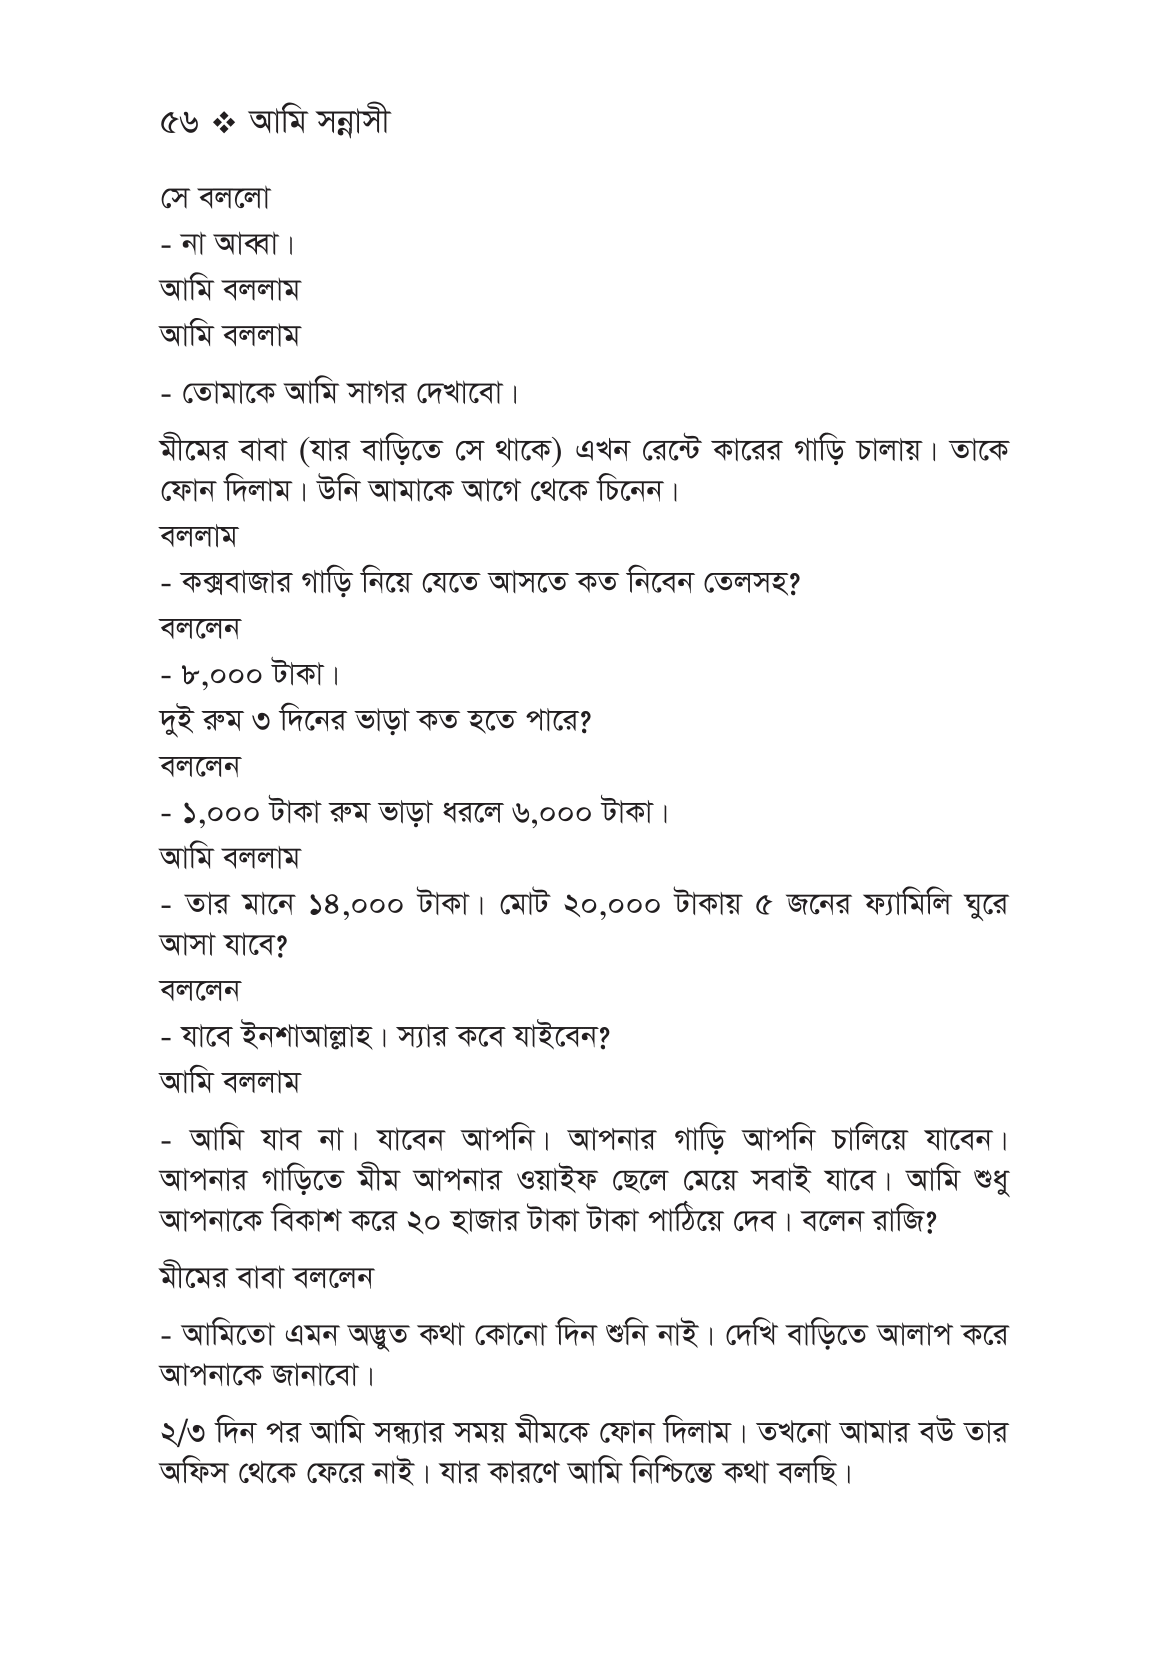 ৫৬ ❖ আমি সন্নাসী
সে বললো
- না আব্বা।
আমি বললাম
আমি বললাম
- তোমাকে আমি সাগর দেখাবো।
মীমের বাবা (যার বাড়িতে সে থাকে) এখন রেন্টে কারের গাড়ি চালায়। তাকে
ফোন দিলাম। উনি আমাকে আগে থেকে চিনেন।
বললাম
- কক্সবাজার গাড়ি নিয়ে যেতে আসতে কত নিবেন তেলসহ?
বললেন
- ৮,০০০ টাকা।
দুই রুম ৩ দিনের ভাড়া কত হতে পারে?
বললেন
- ১,০০০ টাকা রুম ভাড়া ধরলে ৬,০০০ টাকা।
আমি বললাম
- তার মানে ১৪,০০০ টাকা। মোট ২০,০০০ টাকায় ৫ জনের ফ্যামিলি ঘুরে
আসা যাবে?
বললেন
- যাবে ইনশাআল্লাহ। স্যার কবে যাইবেন?
আমি বললাম
- আমি যাব না। যাবেন আপনি। আপনার গাড়ি আপনি চালিয়ে যাবেন।
আপনার গাড়িতে মীম আপনার ওয়াইফ ছেলে মেয়ে সবাই যাবে। আমি শুধু
আপনাকে বিকাশ করে ২০ হাজার টাকা টাকা পাঠিয়ে দেব। বলেন রাজি?
মীমের বাবা বললেন
- আমিতো এমন অদ্ভুত কথা কোনো দিন শুনি নাই। দেখি বাড়িতে আলাপ করে
আপনাকে জানাবো।
২/৩ দিন পর আমি সন্ধ্যার সময় মীমকে ফোন দিলাম। তখনো আমার বউ তার
অফিস থেকে ফেরে নাই। যার কারণে আমি নিশ্চিন্তে কথা বলছি।